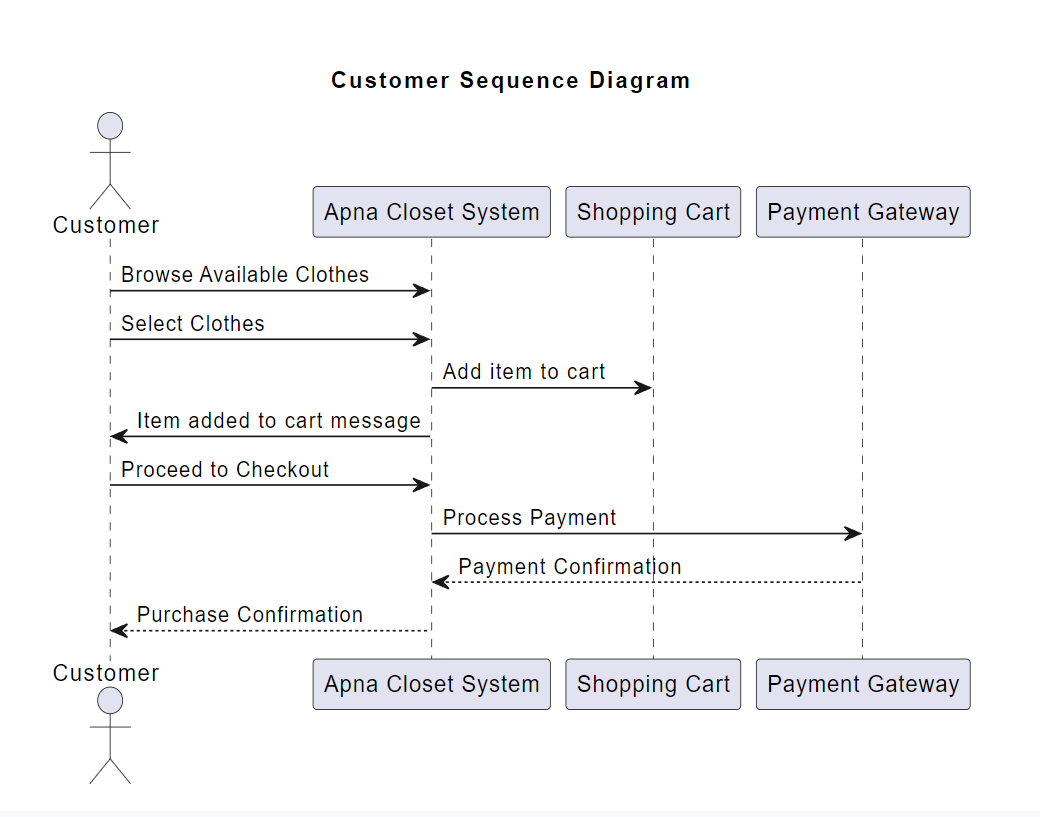 Customer Sequence Diagram
Customer
Apna Closet System
Shopping Cart
Payment Gateway
Browse Available Clothes
Select Clothes
Add item to cart
Item added to cart message
Proceed to Checkout
Process Payment
Payment Confirmation
Purchase Confirmation
Customer
Apna Closet System
Shopping Cart
Payment Gateway